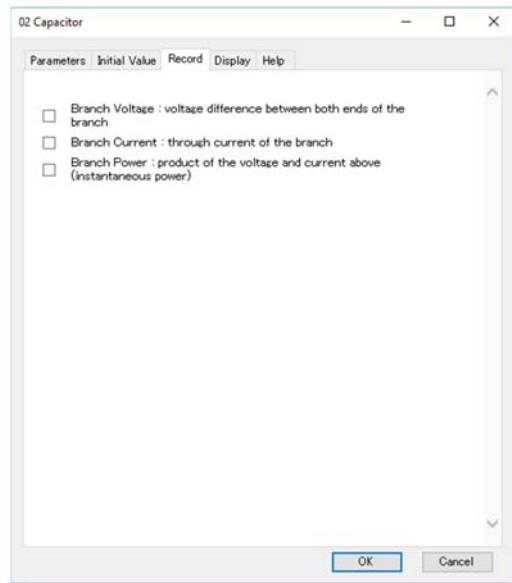 02 Capacitor
Parameters Initial Value Record Display Help
Branch Voltage : voltage difference between both ends of the
branch
Branch Current : through current of the branch
Branch Power : product of the voltage and current above
(instantaneous power)
OK Cancel